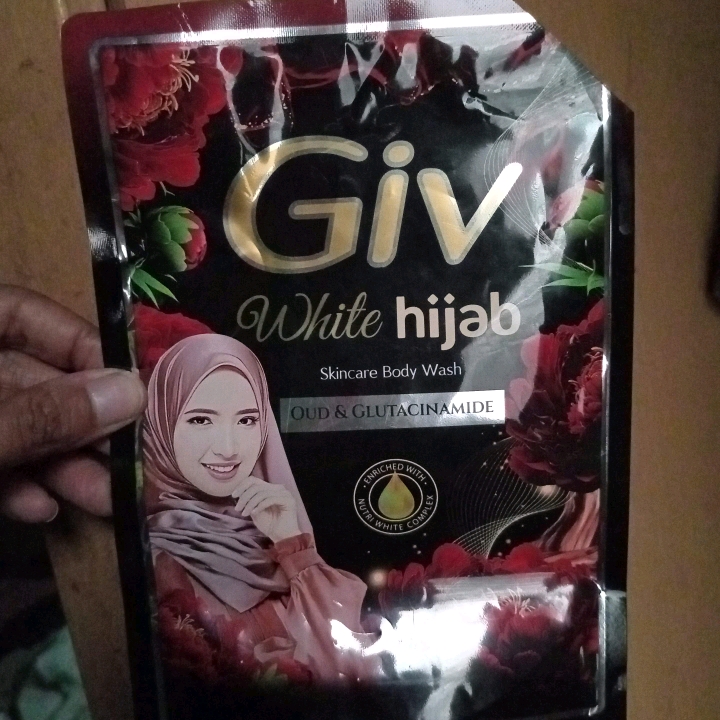 Giv
White hijab
Skincare Body Wash
OUD & GLUTACINAMIDE
ENRICHED WITH
NUTRI WHITE COMPLEX